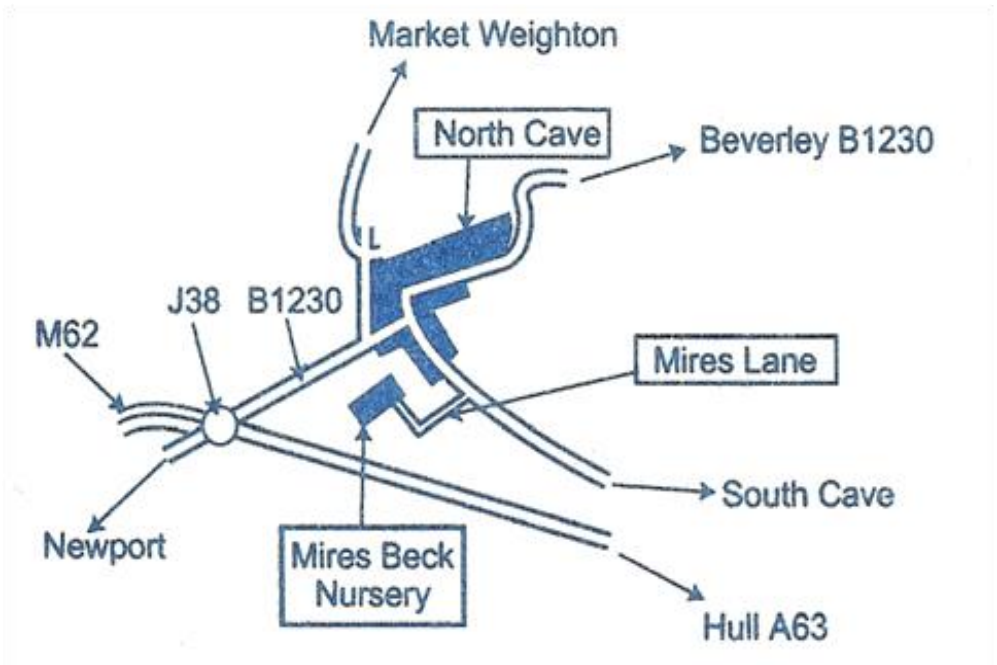 Market Weighton
North Cave
Beverley B1230
J38
B1230
M62
Mires Lane
South Cave
Newport
Mires Beck
Nursery
Hull A63